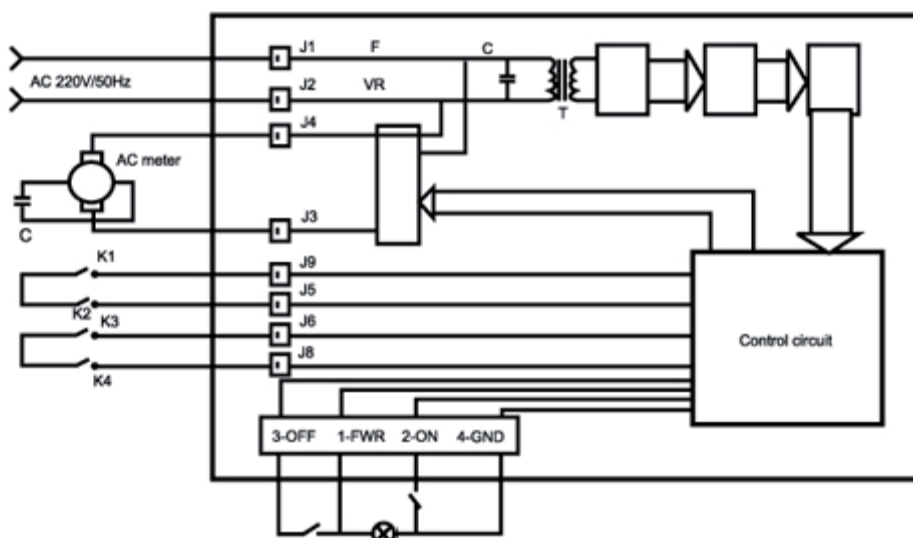 J1 F C
AC 220V/50Hz
J2 VR
T
J4
AC meter
J3
C
K1
J9
J5
K2 K3
J6
Control circuit
J8
K4
3-OFF 1-FWR 2-ON 4-GND